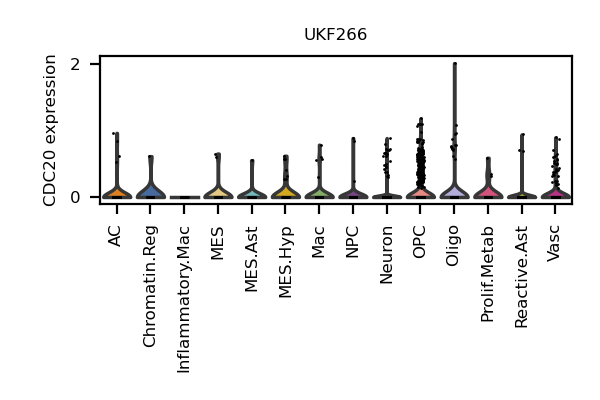 UKF266
CDC20 expression
2
0
AC
Chromatin.Reg
Inflammatory.Mac
MES
MES.Ast
MES.Hyp
Mac
NPC
Neuron
OPC
Oligo
Prolif.Metab
Reactive.Ast
Vasc